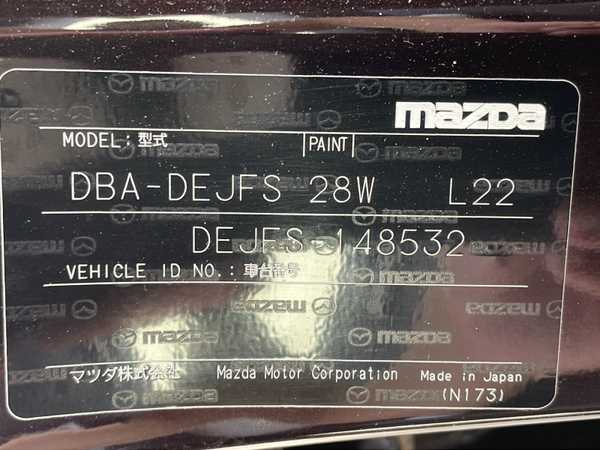 mazda
MODEL:型式 PAINT
DBA-DEJFS 28W L22
DEJFS-148532
VEHICLE ID NO.:車台番号
マツダ株式会社 Mazda Motor Corporation Made in Japan
(N173)